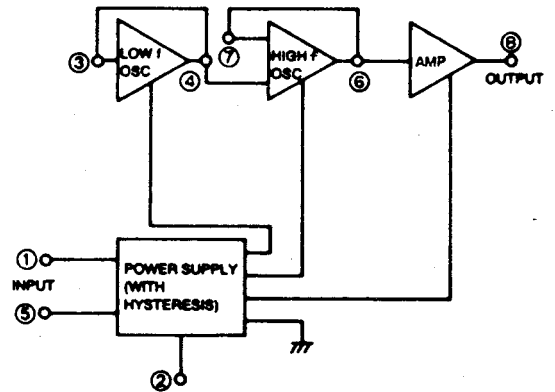 ③
LOW f
OSC
④
⑦
HIGH f
OSC
⑥
AMP
⑧
OUTPUT
①
INPUT
⑤
POWER SUPPLY
(WITH
HYSTERESIS)
②